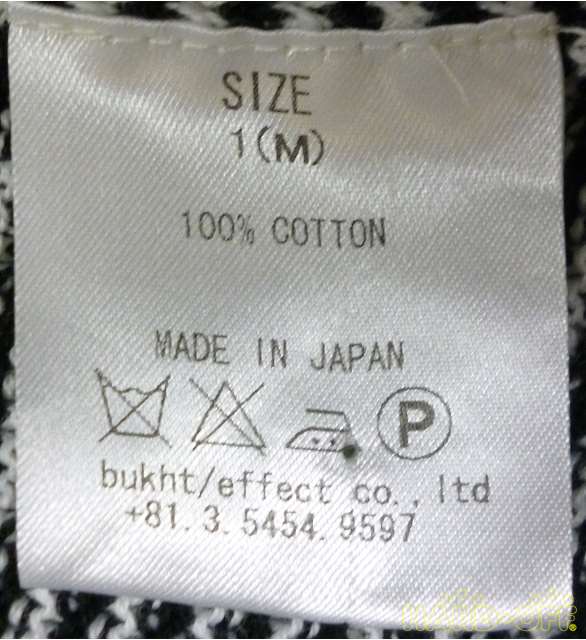 SIZE
1(M)
100% COTTON
MADE IN JAPAN
P
bukht/effect co., ltd
+81. 3. 5454. 9597